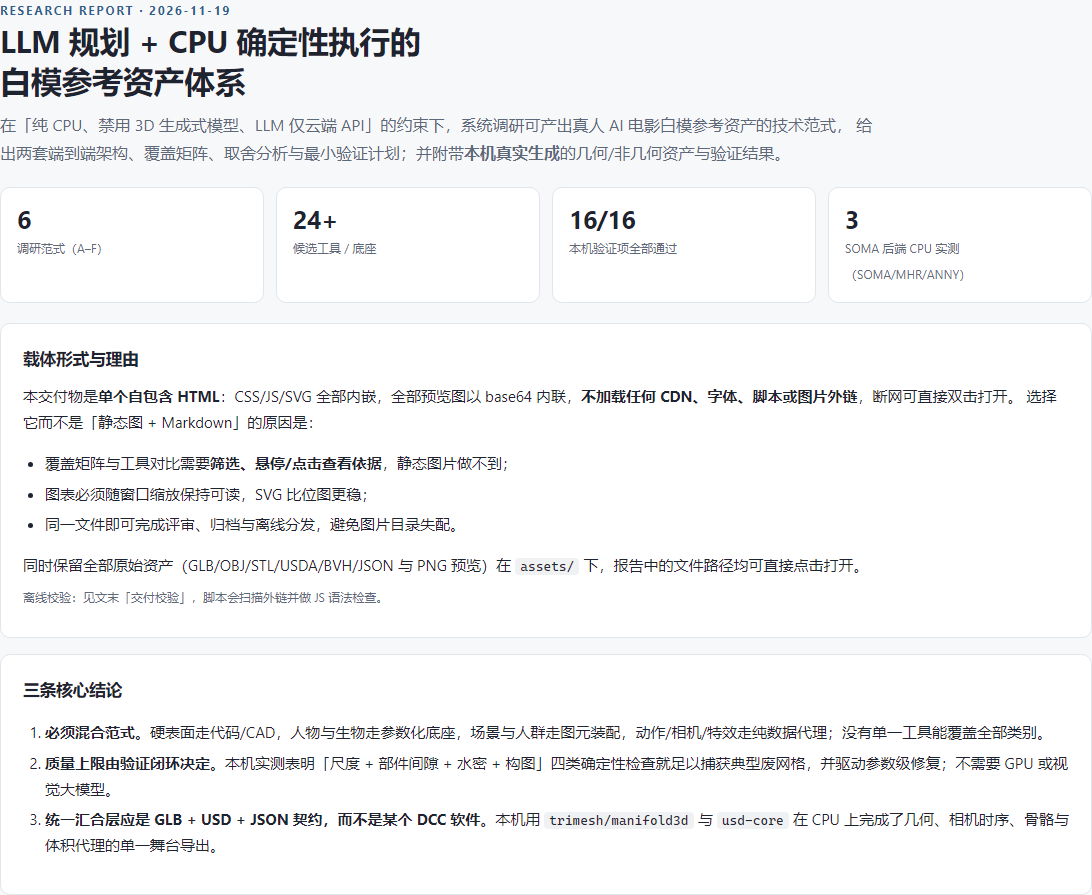 RESEARCH REPORT · 2026-11-19
LLM 规划 + CPU 确定性执行的
白模参考资产体系
在「纯 CPU、禁用 3D 生成式模型、LLM 仅云端 API」的约束下，系统调研可产出真人 AI 电影白模参考资产的技术范式， 给
出两套端到端架构、覆盖矩阵、取舍分析与最小验证计划；并附带本机真实生成的几何/非几何资产与验证结果。
6
调研范式（A–F）
24+
候选工具 / 底座
16/16
本机验证项全部通过
3
SOMA 后端 CPU 实测
（SOMA/MHR/ANNY）
载体形式与理由
本交付物是单个自包含 HTML：CSS/JS/SVG 全部内嵌，全部预览图以 base64 内联，不加载任何 CDN、字体、脚本或图片外链，断网可直接双击打开。 选择
它而不是「静态图 + Markdown」的原因是：
• 覆盖矩阵与工具对比需要筛选、悬停/点击查看依据，静态图片做不到；
• 图表必须随窗口缩放保持可读，SVG 比位图更稳；
• 同一文件即可完成评审、归档与离线分发，避免图片目录失配。
同时保留全部原始资产（GLB/OBJ/STL/USDA/BVH/JSON 与 PNG 预览）在 assets/ 下，报告中的文件路径均可直接点击打开。
离线校验：见文末「交付校验」，脚本会扫描外链并做 JS 语法检查。
三条核心结论
1. 必须混合范式。硬表面走代码/CAD，人物与生物走参数化底座，场景与人群走图元装配，动作/相机/特效走纯数据代理；没有单一工具能覆盖全部类别。
2. 质量上限由验证闭环决定。本机实测表明「尺度 + 部件间隙 + 水密 + 构图」四类确定性检查就足以捕获典型废网格，并驱动参数级修复；不需要 GPU 或视
觉大模型。
3. 统一汇合层应是 GLB + USD + JSON 契约，而不是某个 DCC 软件。本机用 trimesh/manifold3d 与 usd-core 在 CPU 上完成了几何、相机时序、骨骼与
体积代理的单一舞台导出。